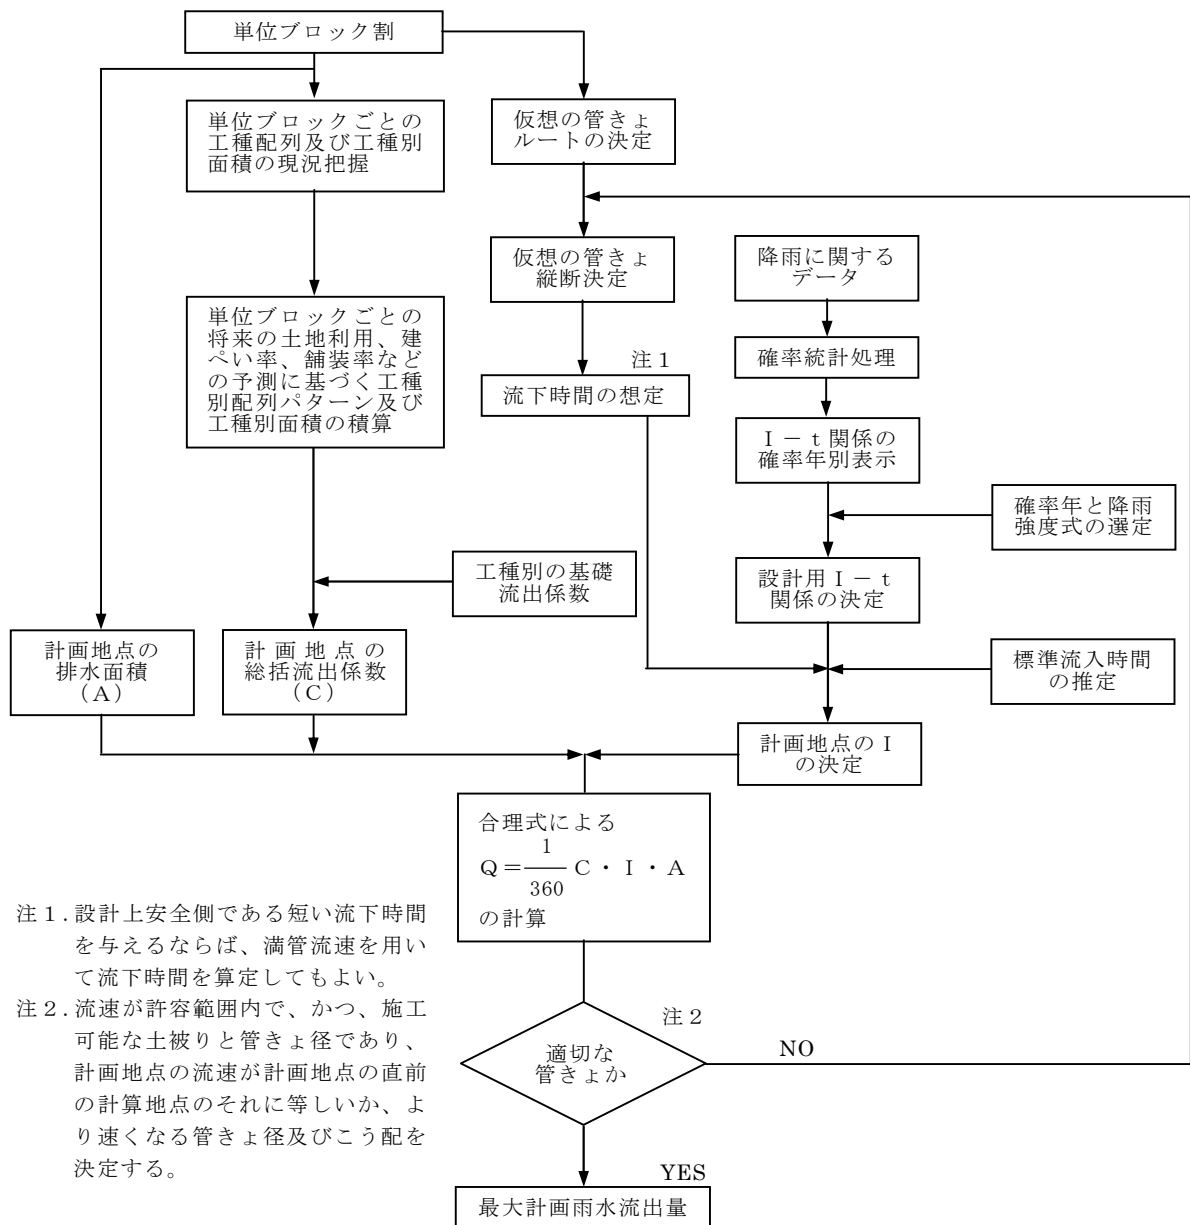 単位ブロック割
単位ブロックごとの
工種配列及び工種別
面積の現況把握
仮想の管きょ
ルートの決定
仮想の管きょ
縦断決定
降雨に関する
データ
単位ブロックごとの
将来の土地利用、建
ぺい率、舗装率など
の予測に基づく工種
別配列パターン及び
工種別面積の積算
注1
流下時間の想定
確率統計処理
I-t関係の
確率年別表示
確率年と降雨
強度式の選定
工種別の基礎
流出係数
設計用I-t
関係の決定
計画地点の
排水面積
(A)
計画地点の
総括流出係数
(C)
標準流入時間
の推定
計画地点のI
の決定
合理式による
Q=1/360 C・I・A
の計算
注1.設計上安全側である短い流下時間
を与えるならば、満管流速を用い
て流下時間を算定してもよい。
注2.流速が許容範囲内で、かつ、施工
可能な土被りと管きょ径であり、
計画地点の流速が計画地点の直前
の計算地点のそれに等しいか、よ
り速くなる管きょ径及びこう配を
決定する。
注2
適切な
管きょか
NO
YES
最大計画雨水流出量